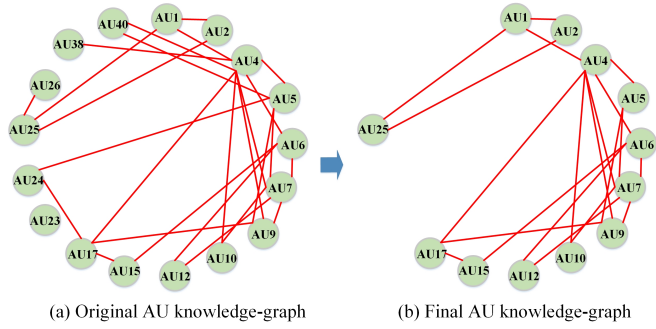 AU1
AU2
AU4
AU5
AU6
AU7
AU9
AU10
AU12
AU15
AU17
AU23
AU24
AU25
AU26
AU38
AU40
(a) Original AU knowledge-graph
AU1
AU2
AU4
AU5
AU6
AU7
AU9
AU10
AU12
AU15
AU17
AU25
(b) Final AU knowledge-graph